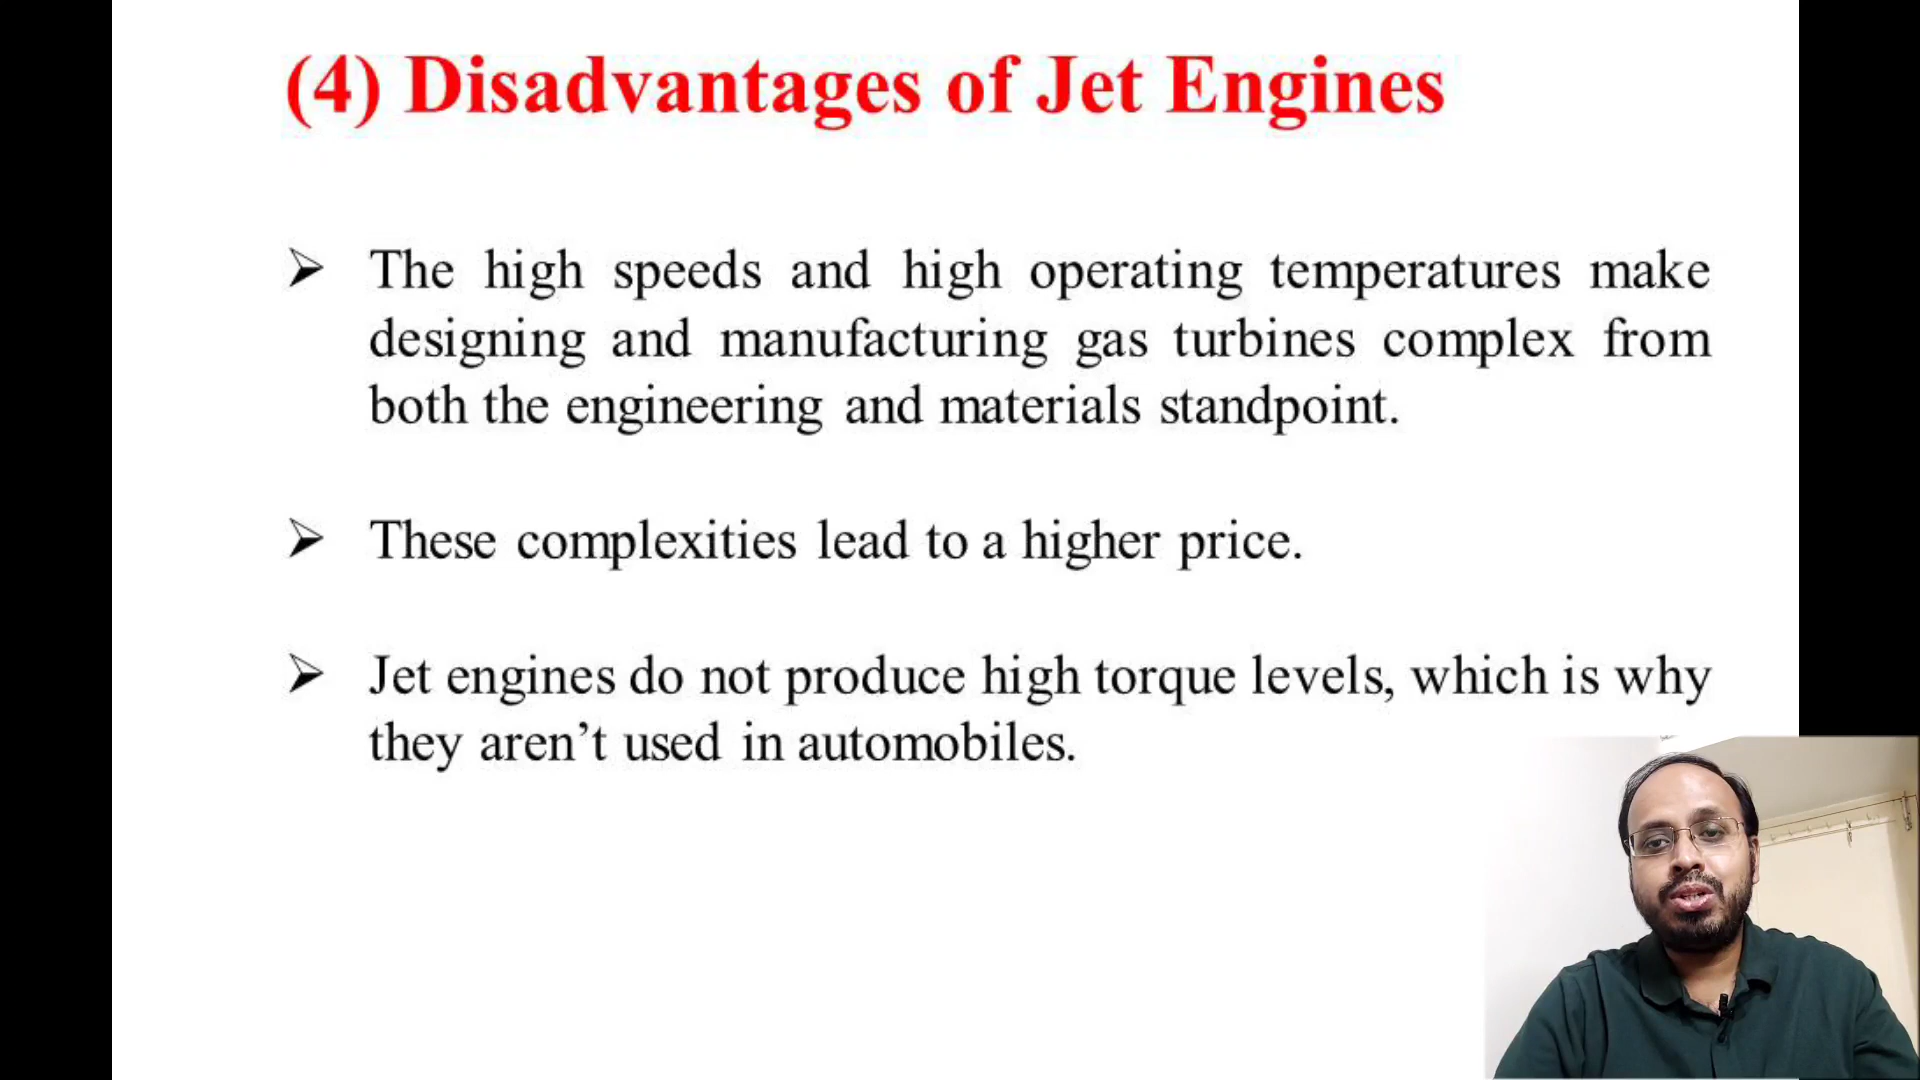 (4) Disadvantages of Jet Engines
➢ The high speeds and high operating temperatures make
designing and manufacturing gas turbines complex from
both the engineering and materials standpoint.
➢ These complexities lead to a higher price.
➢ Jet engines do not produce high torque levels, which is why
they aren’t used in automobiles.